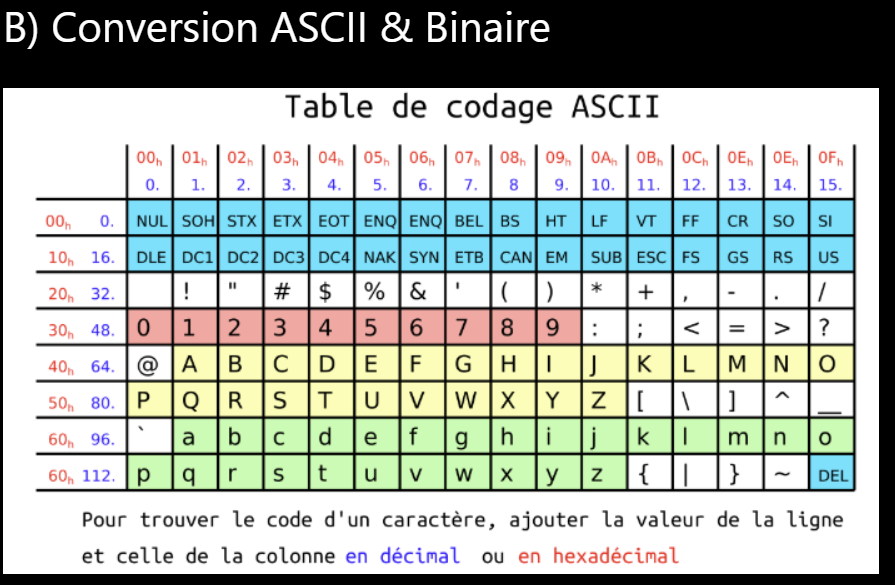 B) Conversion ASCII & Binaire
Table de codage ASCII
00h 01h 02h 03h 04h 05h 06h 07h 08h 09h 0Ah 0Bh 0Ch 0Eh 0Eh 0Fh
0. 1. 2. 3. 4. 5. 6. 7. 8 9. 10. 11. 12. 13. 14. 15.
00h 0. NUL SOH STX ETX EOT ENQ ENQ BEL BS HT LF VT FF CR SO SI
10h 16. DLE DC1 DC2 DC3 DC4 NAK SYN ETB CAN EM SUB ESC FS GS RS US
20h 32. ! " # $ % & ' ( ) * + , - . /
30h 48. 0 1 2 3 4 5 6 7 8 9 : ; < = > ?
40h 64. @ A B C D E F G H I J K L M N O
50h 80. P Q R S T U V W X Y Z [ \ ] ^ _
60h 96. ` a b c d e f g h i j k l m n o
60h 112. p q r s t u v w x y z { | } ~ DEL
Pour trouver le code d'un caractère, ajouter la valeur de la ligne
et celle de la colonne en décimal ou en hexadécimal